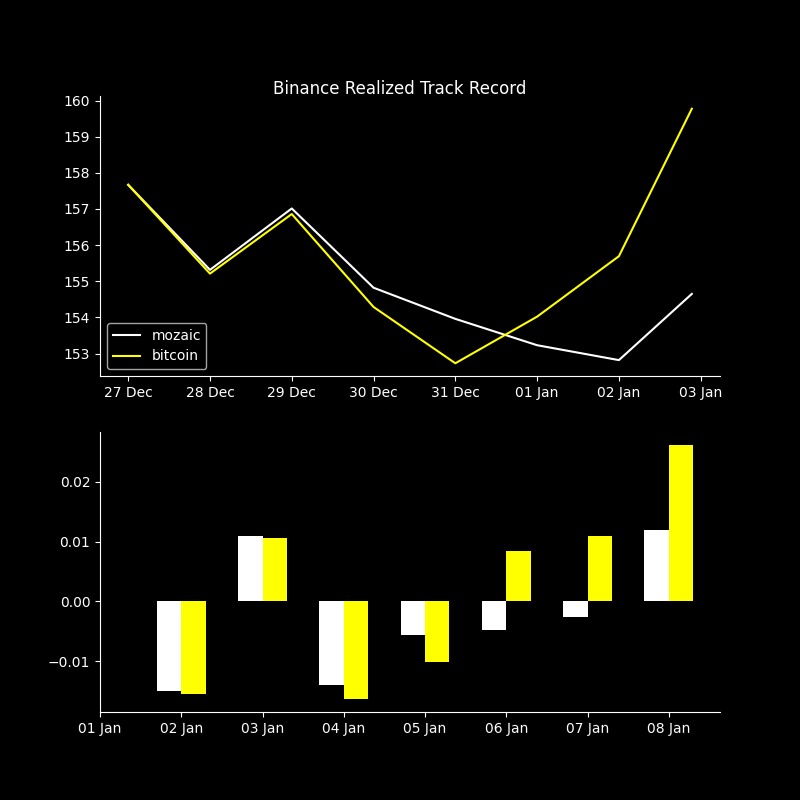 Binance Realized Track Record
160
159
158
157
156
155
154
153
mozaic
bitcoin
27 Dec 28 Dec 29 Dec 30 Dec 31 Dec 01 Jan 02 Jan 03 Jan
0.02
0.01
0.00
−0.01
01 Jan 02 Jan 03 Jan 04 Jan 05 Jan 06 Jan 07 Jan 08 Jan